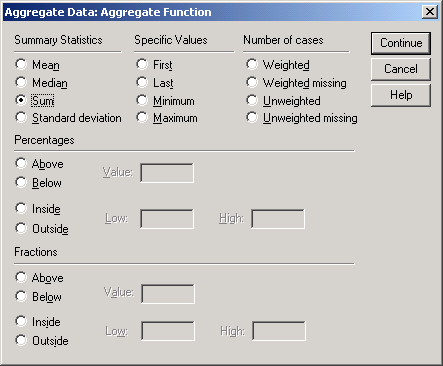 Aggregate Data: Aggregate Function
Summary Statistics
Mean
Median
Sum
Standard deviation
Specific Values
First
Last
Minimum
Maximum
Number of cases
Weighted
Weighted missing
Unweighted
Unweighted missing
Continue
Cancel
Help
Percentages
Above
Below
Value:
Inside
Outside
Low:
High:
Fractions
Above
Below
Value:
Inside
Outside
Low:
High: